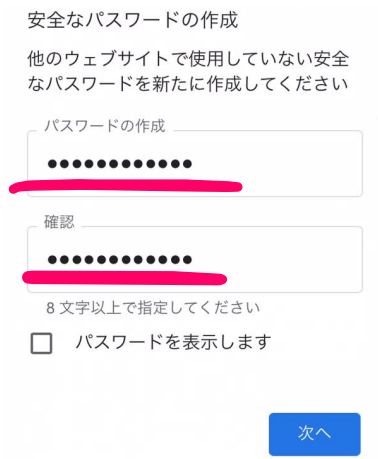 安全なパスワードの作成
他のウェブサイトで使用していない安全
なパスワードを新たに作成してください
パスワードの作成
••••••••••••
確認
••••••••••••
8 文字以上で指定してください
パスワードを表示します
次へ